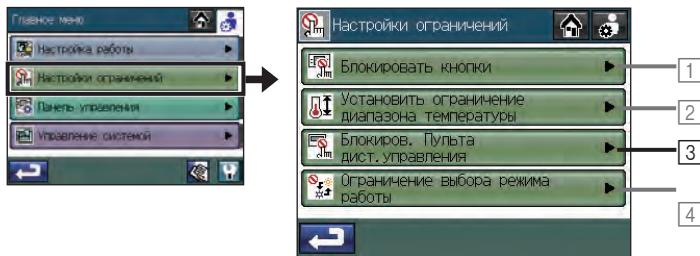 Главное меню
Настройка работы
Настройки ограничений
Панель управления
Управление системой
Настройки ограничений
Блокировать кнопки
Установить ограничение
диапазона температуры
Блокиров. Пульта
дист.управления
Ограничение выбора режима
работы
1
2
3
4